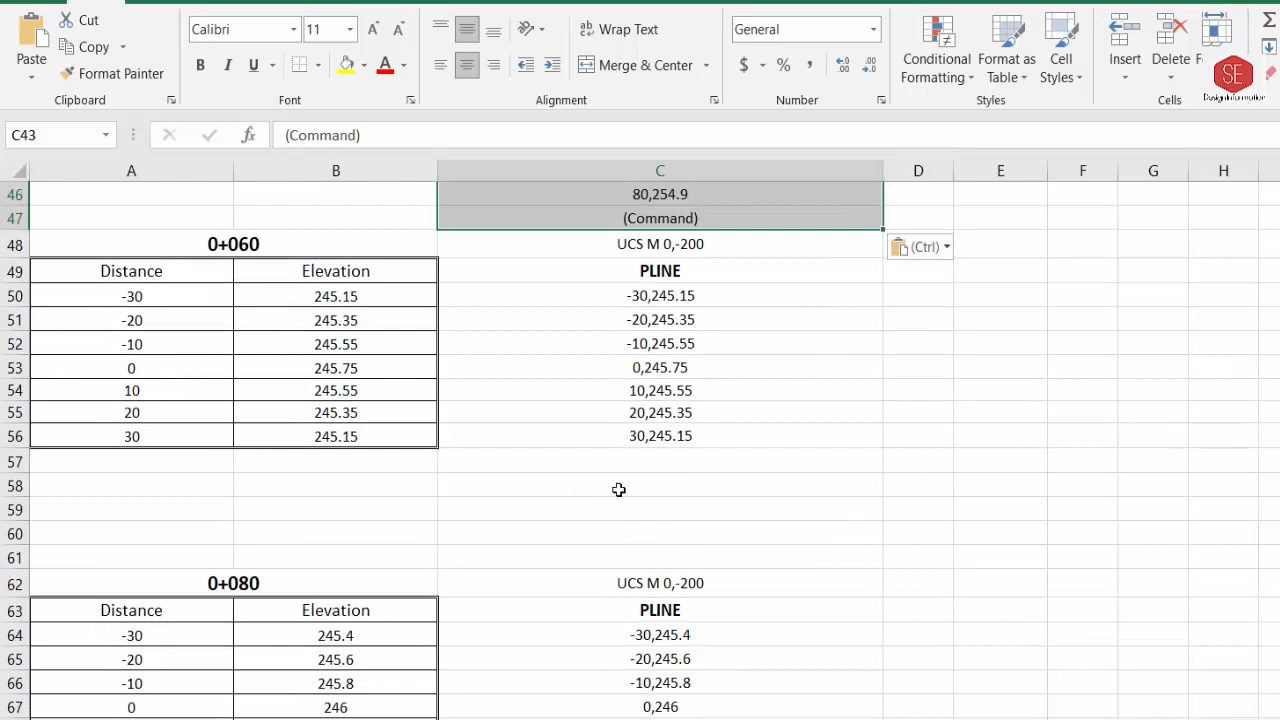 Cut
Copy
Format Painter
Paste
Clipboard
Calibri
11
A A
B I U
A
Font
ab Wrap Text
Merge & Center
Alignment
General
$ % ,
Number
Conditional Formatting
Format as Table
Cell Styles
Styles
Insert
Delete
F
Cells
SE
Design Information
C43
fx
(Command)
A B C D E F G H
46 80,254.9
47 (Command)
48 0+060 UCS M 0,-200
(Ctrl)
49 Distance Elevation PLINE
50 -30 245.15 -30,245.15
51 -20 245.35 -20,245.35
52 -10 245.55 -10,245.55
53 0 245.75 0,245.75
54 10 245.55 10,245.55
55 20 245.35 20,245.35
56 30 245.15 30,245.15
57
58
59
60
61
62 0+080 UCS M 0,-200
63 Distance Elevation PLINE
64 -30 245.4 -30,245.4
65 -20 245.6 -20,245.6
66 -10 245.8 -10,245.8
67 0 246 0,246